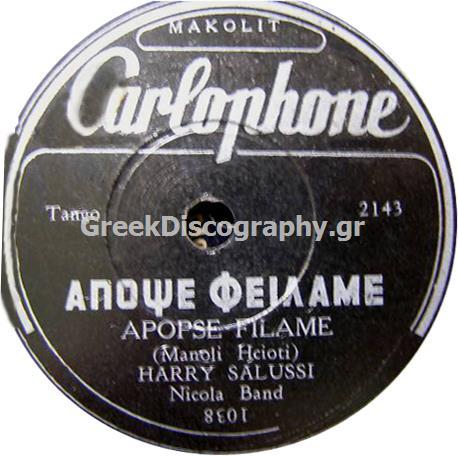 MAKOLIT
Carlophone
Tango
2143
GreekDiscography.gr
ΑΠΟΨΕ ΦΕΙΛΑΜΕ
APOPSE FILAME
(Manoli Hcioti)
HARRY SALUSSI
Nicola Band
1038